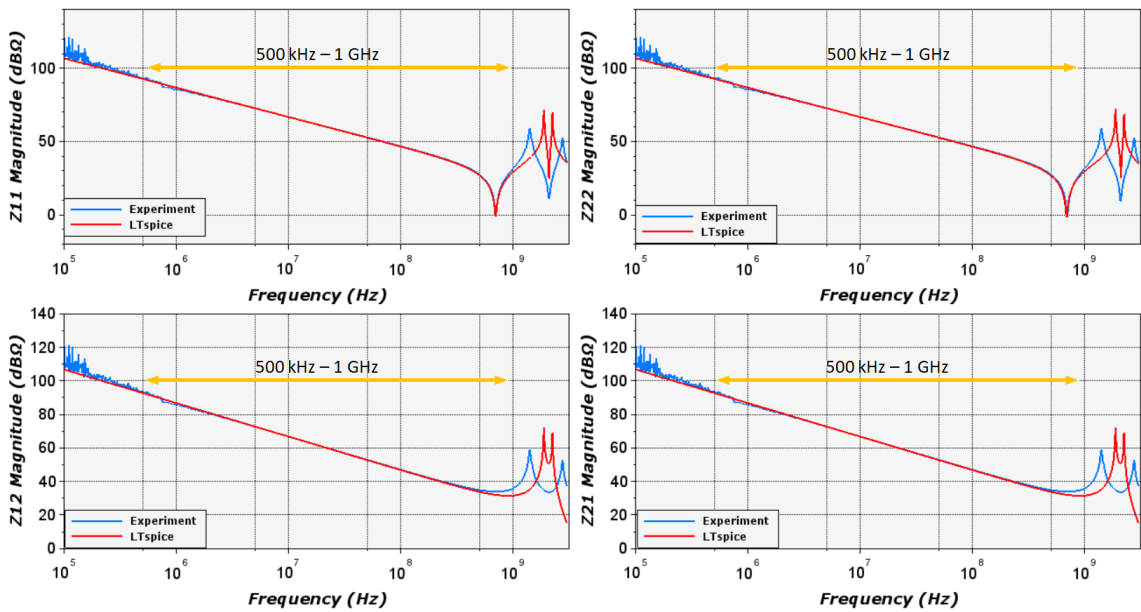 Z11 Magnitude (dBΩ)
100
50
0
500 kHz – 1 GHz
Experiment
LTspice
10^5 10^6 10^7 10^8 10^9
Frequency (Hz)
Z22 Magnitude (dBΩ)
100
50
0
500 kHz – 1 GHz
Experiment
LTspice
10^5 10^6 10^7 10^8 10^9
Frequency (Hz)
Z12 Magnitude (dBΩ)
140
120
100
80
60
40
20
0
500 kHz – 1 GHz
Experiment
LTspice
10^5 10^6 10^7 10^8 10^9
Frequency (Hz)
Z21 Magnitude (dBΩ)
140
120
100
80
60
40
20
0
500 kHz – 1 GHz
Experiment
LTspice
10^5 10^6 10^7 10^8 10^9
Frequency (Hz)